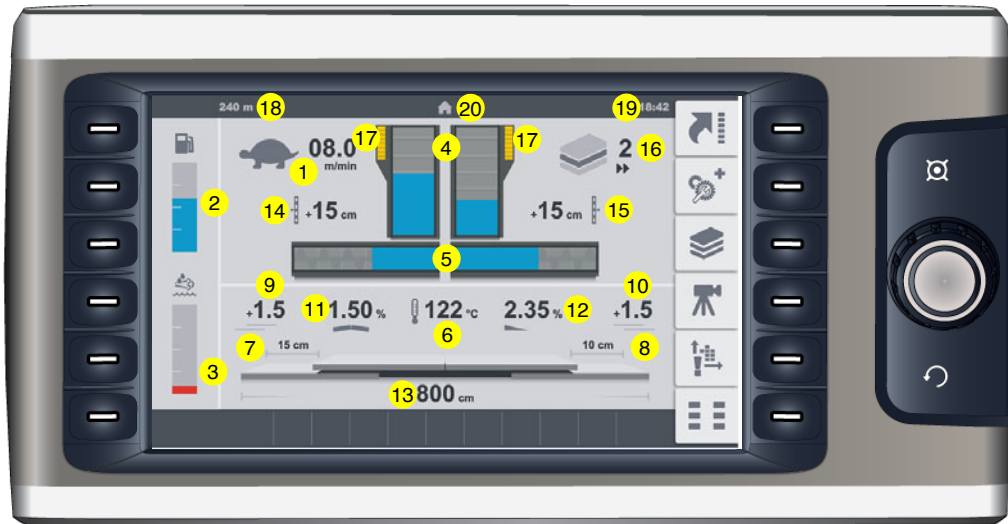 240 m 18 20 19 18:42
17 4 17
08.0 m/min
1
2 16
2
14 +15 cm
+15 cm 15
5
9 10
+1.5 11 1.50 % 122 °C 2.35 % 12 +1.5
6
7 15 cm 10 cm 8
3
13 800 cm